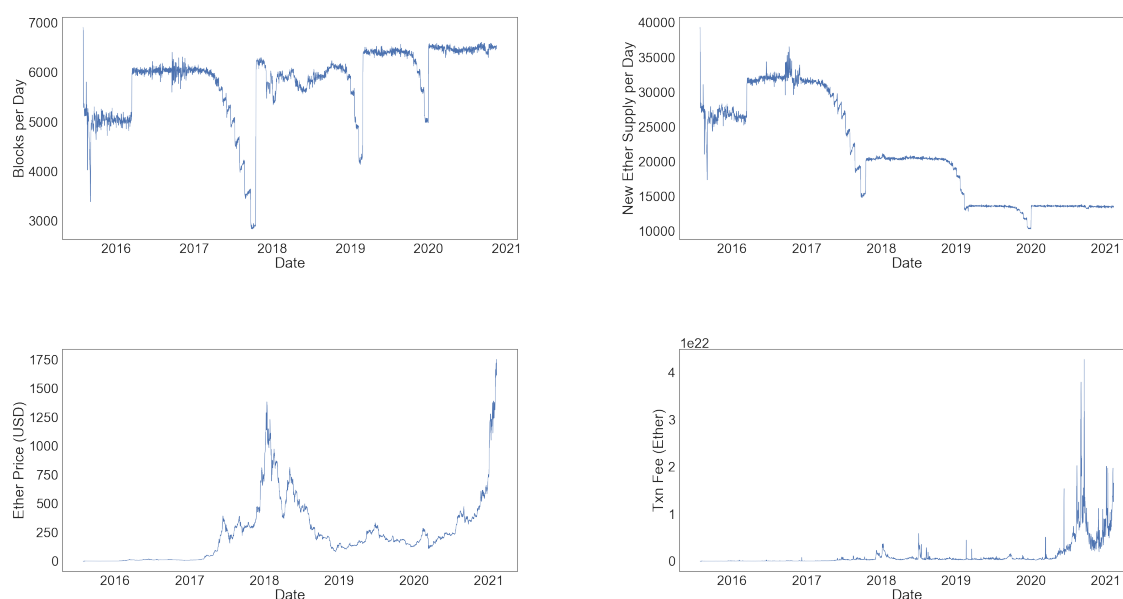 7000
6000
5000
4000
3000
Blocks per Day
2016 2017 2018 2019 2020 2021
Date
40000
35000
30000
25000
20000
15000
10000
New Ether Supply per Day
2016 2017 2018 2019 2020 2021
Date
1750
1500
1250
1000
750
500
250
0
Ether Price (USD)
2016 2017 2018 2019 2020 2021
Date
1e22
4
3
2
1
0
Txn Fee (Ether)
2016 2017 2018 2019 2020 2021
Date